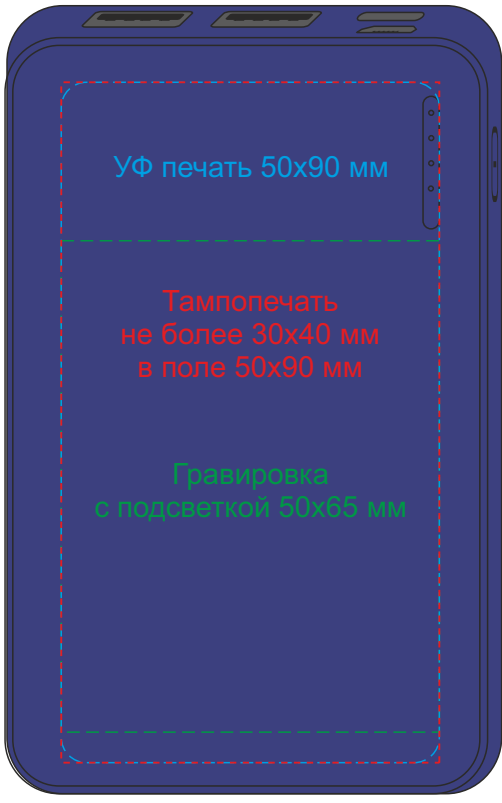 УФ печать 50х90 мм
Тампопечать
не более 30х40 мм
в поле 50х90 мм
Гравировка
с подсветкой 50х65 мм